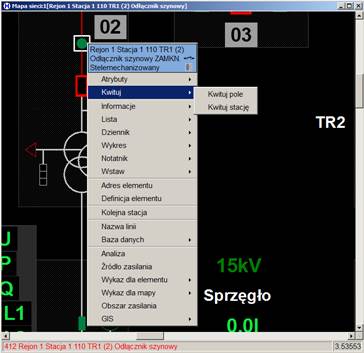 Mapa sieci:1[Rejon 1 Stacja 1 110 TR1 (2) Odłącznik szynowy]
02
03
Rejon 1 Stacja 1 110 TR1 (2)
Odłącznik szynowy ZAMKN.
Stelemechanizowany
Atrybuty
Kwituj
Kwituj pole
Informacje
Kwituj stację
Lista
Dziennik
TR2
Wykres
Notatnik
Wstaw
Adres elementu
Definicja elementu
Kolejna stacja
Nazwa linii
U
Baza danych
P
Analiza
15kV
Źródło zasilania
Q
Wykaz dla elementu
Wykaz dla mapy
Sprzęgło
L1
Obszar zasilania
GIS
0.0I
412 Rejon 1 Stacja 1 110 TR1 (2) Odłącznik szynowy
3.53553